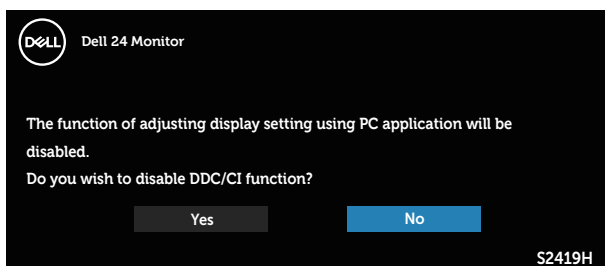 DELL
Dell 24 Monitor
The function of adjusting display setting using PC application will be
disabled.
Do you wish to disable DDC/CI function?
Yes No
S2419H